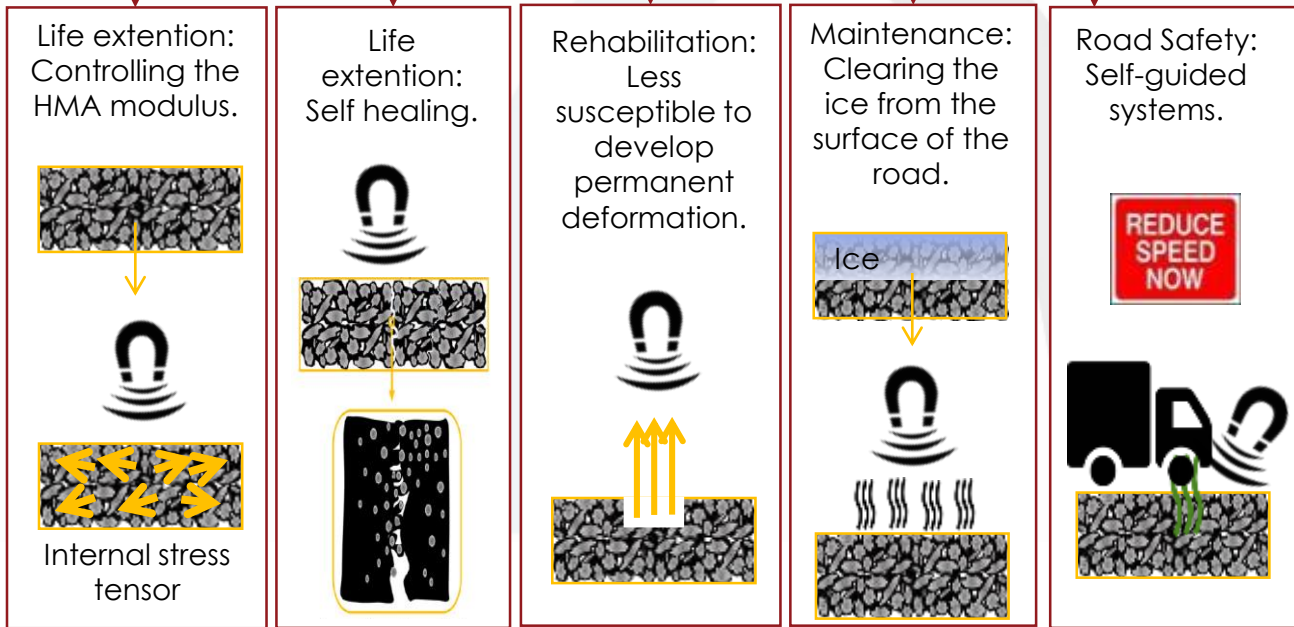 Life extention:
Controlling the
HMA modulus.
Internal stress
tensor
Life
extention:
Self healing.
Rehabilitation:
Less
susceptible to
develop
permanent
deformation.
Maintenance:
Clearing the
ice from the
surface of the
road.
Ice
Road Safety:
Self-guided
systems.
REDUCE
SPEED
NOW